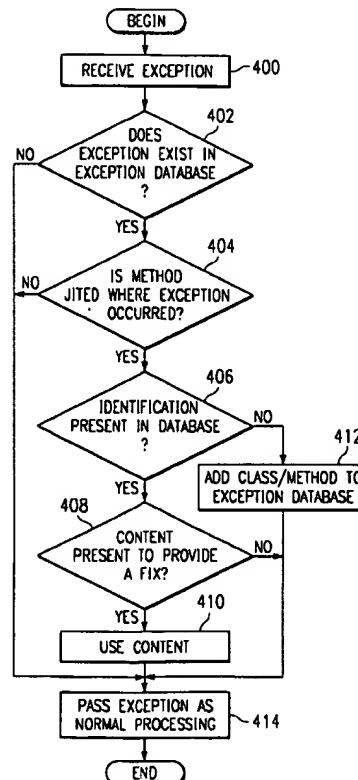 BEGIN
RECEIVE EXCEPTION
400
402
DOES
EXCEPTION EXIST IN
EXCEPTION DATABASE
?
NO
YES
404
IS METHOD
JITED WHERE EXCEPTION
OCCURRED?
NO
YES
406
IDENTIFICATION
PRESENT IN DATABASE
?
NO
412
ADD CLASS/METHOD TO
EXCEPTION DATABASE
YES
408
CONTENT
PRESENT TO PROVIDE
A FIX?
NO
YES
410
USE CONTENT
PASS EXCEPTION AS
NORMAL PROCESSING
414
END